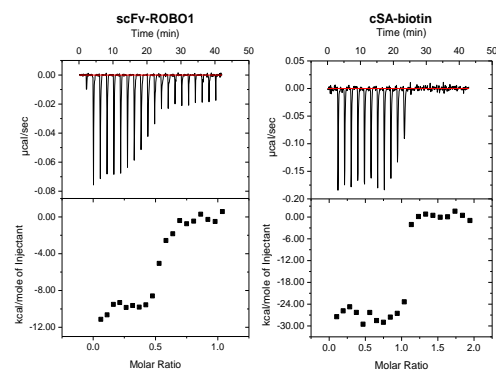 scFv-ROBO1
Time (min)
0 10 20 30 40 50
0.00
-0.02
-0.04
-0.06
-0.08
µcal/sec
0.00
-4.00
-8.00
-12.00
kcal/mole of Injectant
0.0 0.5 1.0
Molar Ratio
cSA-biotin
Time (min)
0 10 20 30 40 50
0.05
0.00
-0.05
-0.10
-0.15
-0.20
µcal/sec
0.00
-6.00
-12.00
-18.00
-24.00
-30.00
kcal/mole of Injectant
0.0 0.5 1.0 1.5 2.0
Molar Ratio